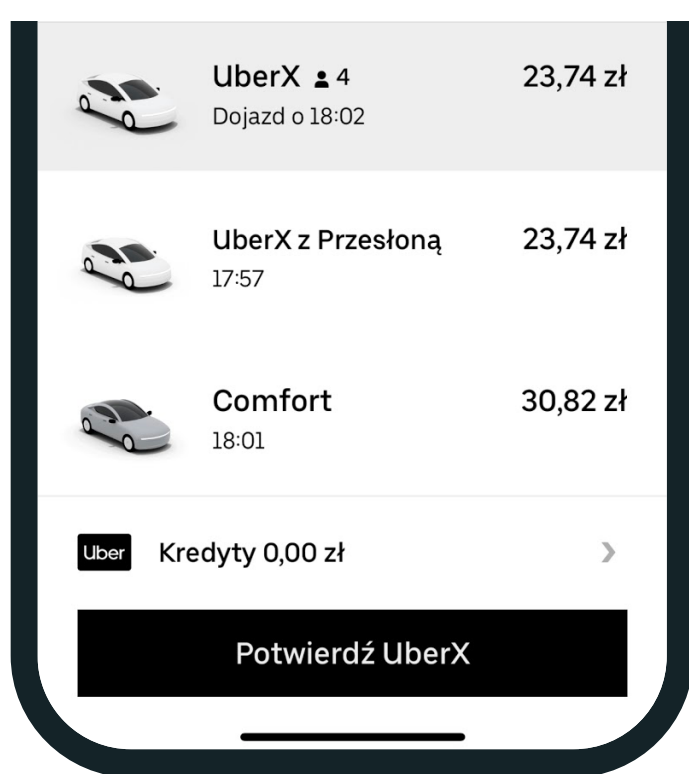 UberX 4 23,74 zł
Dojazd o 18:02
UberX z Przesłoną 23,74 zł
17:57
Comfort 30,82 zł
18:01
Uber Kredyty 0,00 zł
Potwierdź UberX